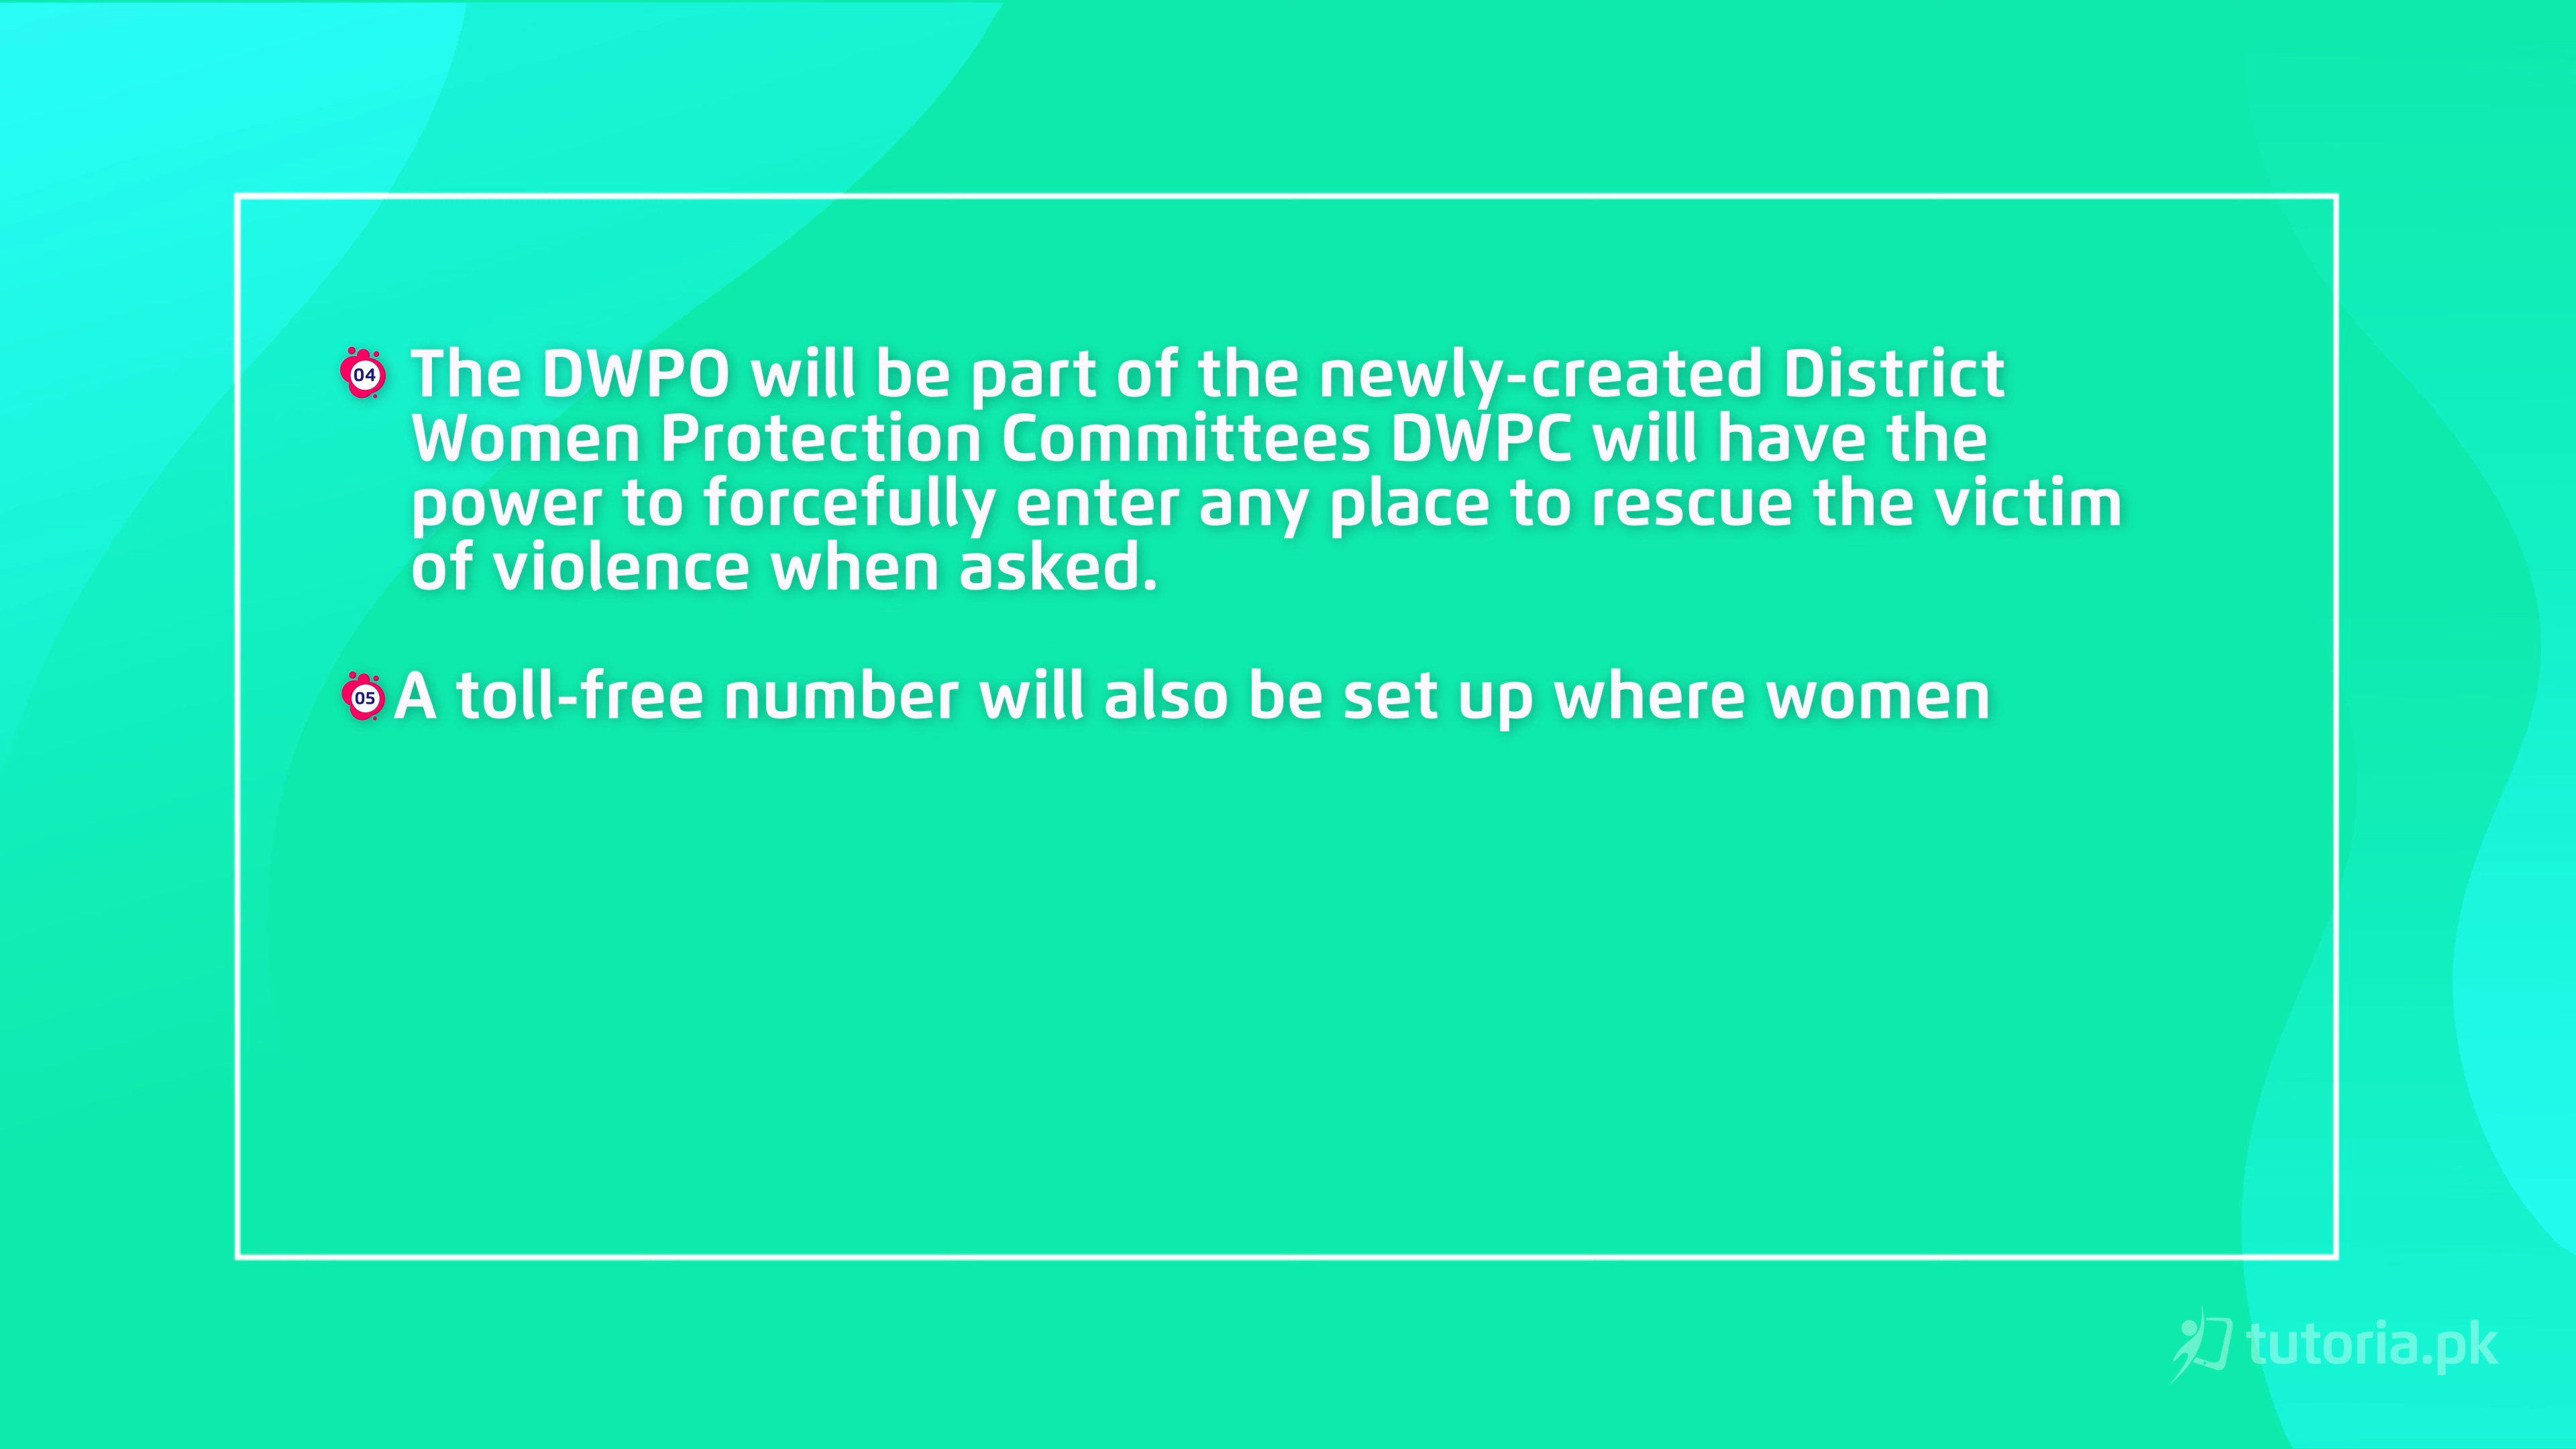 04 The DWPO will be part of the newly-created District
Women Protection Committees DWPC will have the
power to forcefully enter any place to rescue the victim
of violence when asked.
05 A toll-free number will also be set up where women
tutoria.pk